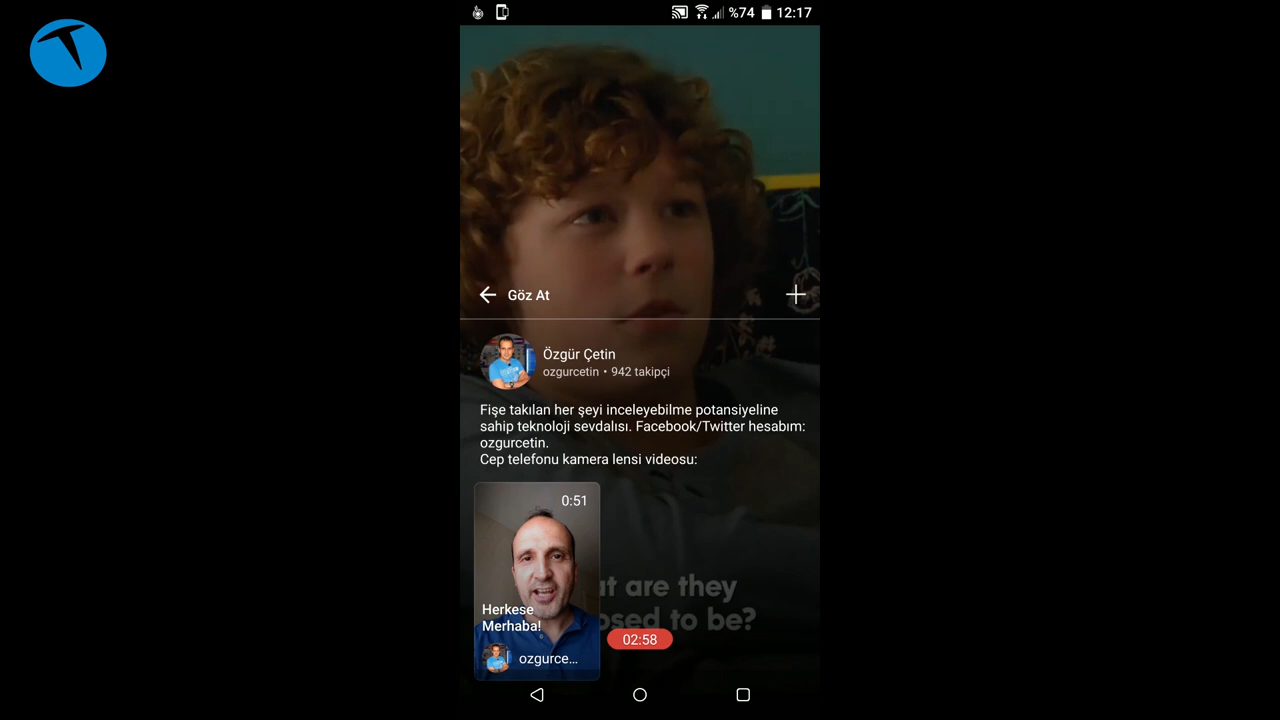 %74 12:17
Göz At
Özgür Çetin
ozgurcetin • 942 takipçi
Fişe takılan her şeyi inceleyebilme potansiyeline
sahip teknoloji sevdalısı. Facebook/Twitter hesabım:
ozgurcetin.
Cep telefonu kamera lensi videosu:
0:51
are they
to be?
Herkese
Merhaba!
02:58
ozgurce...